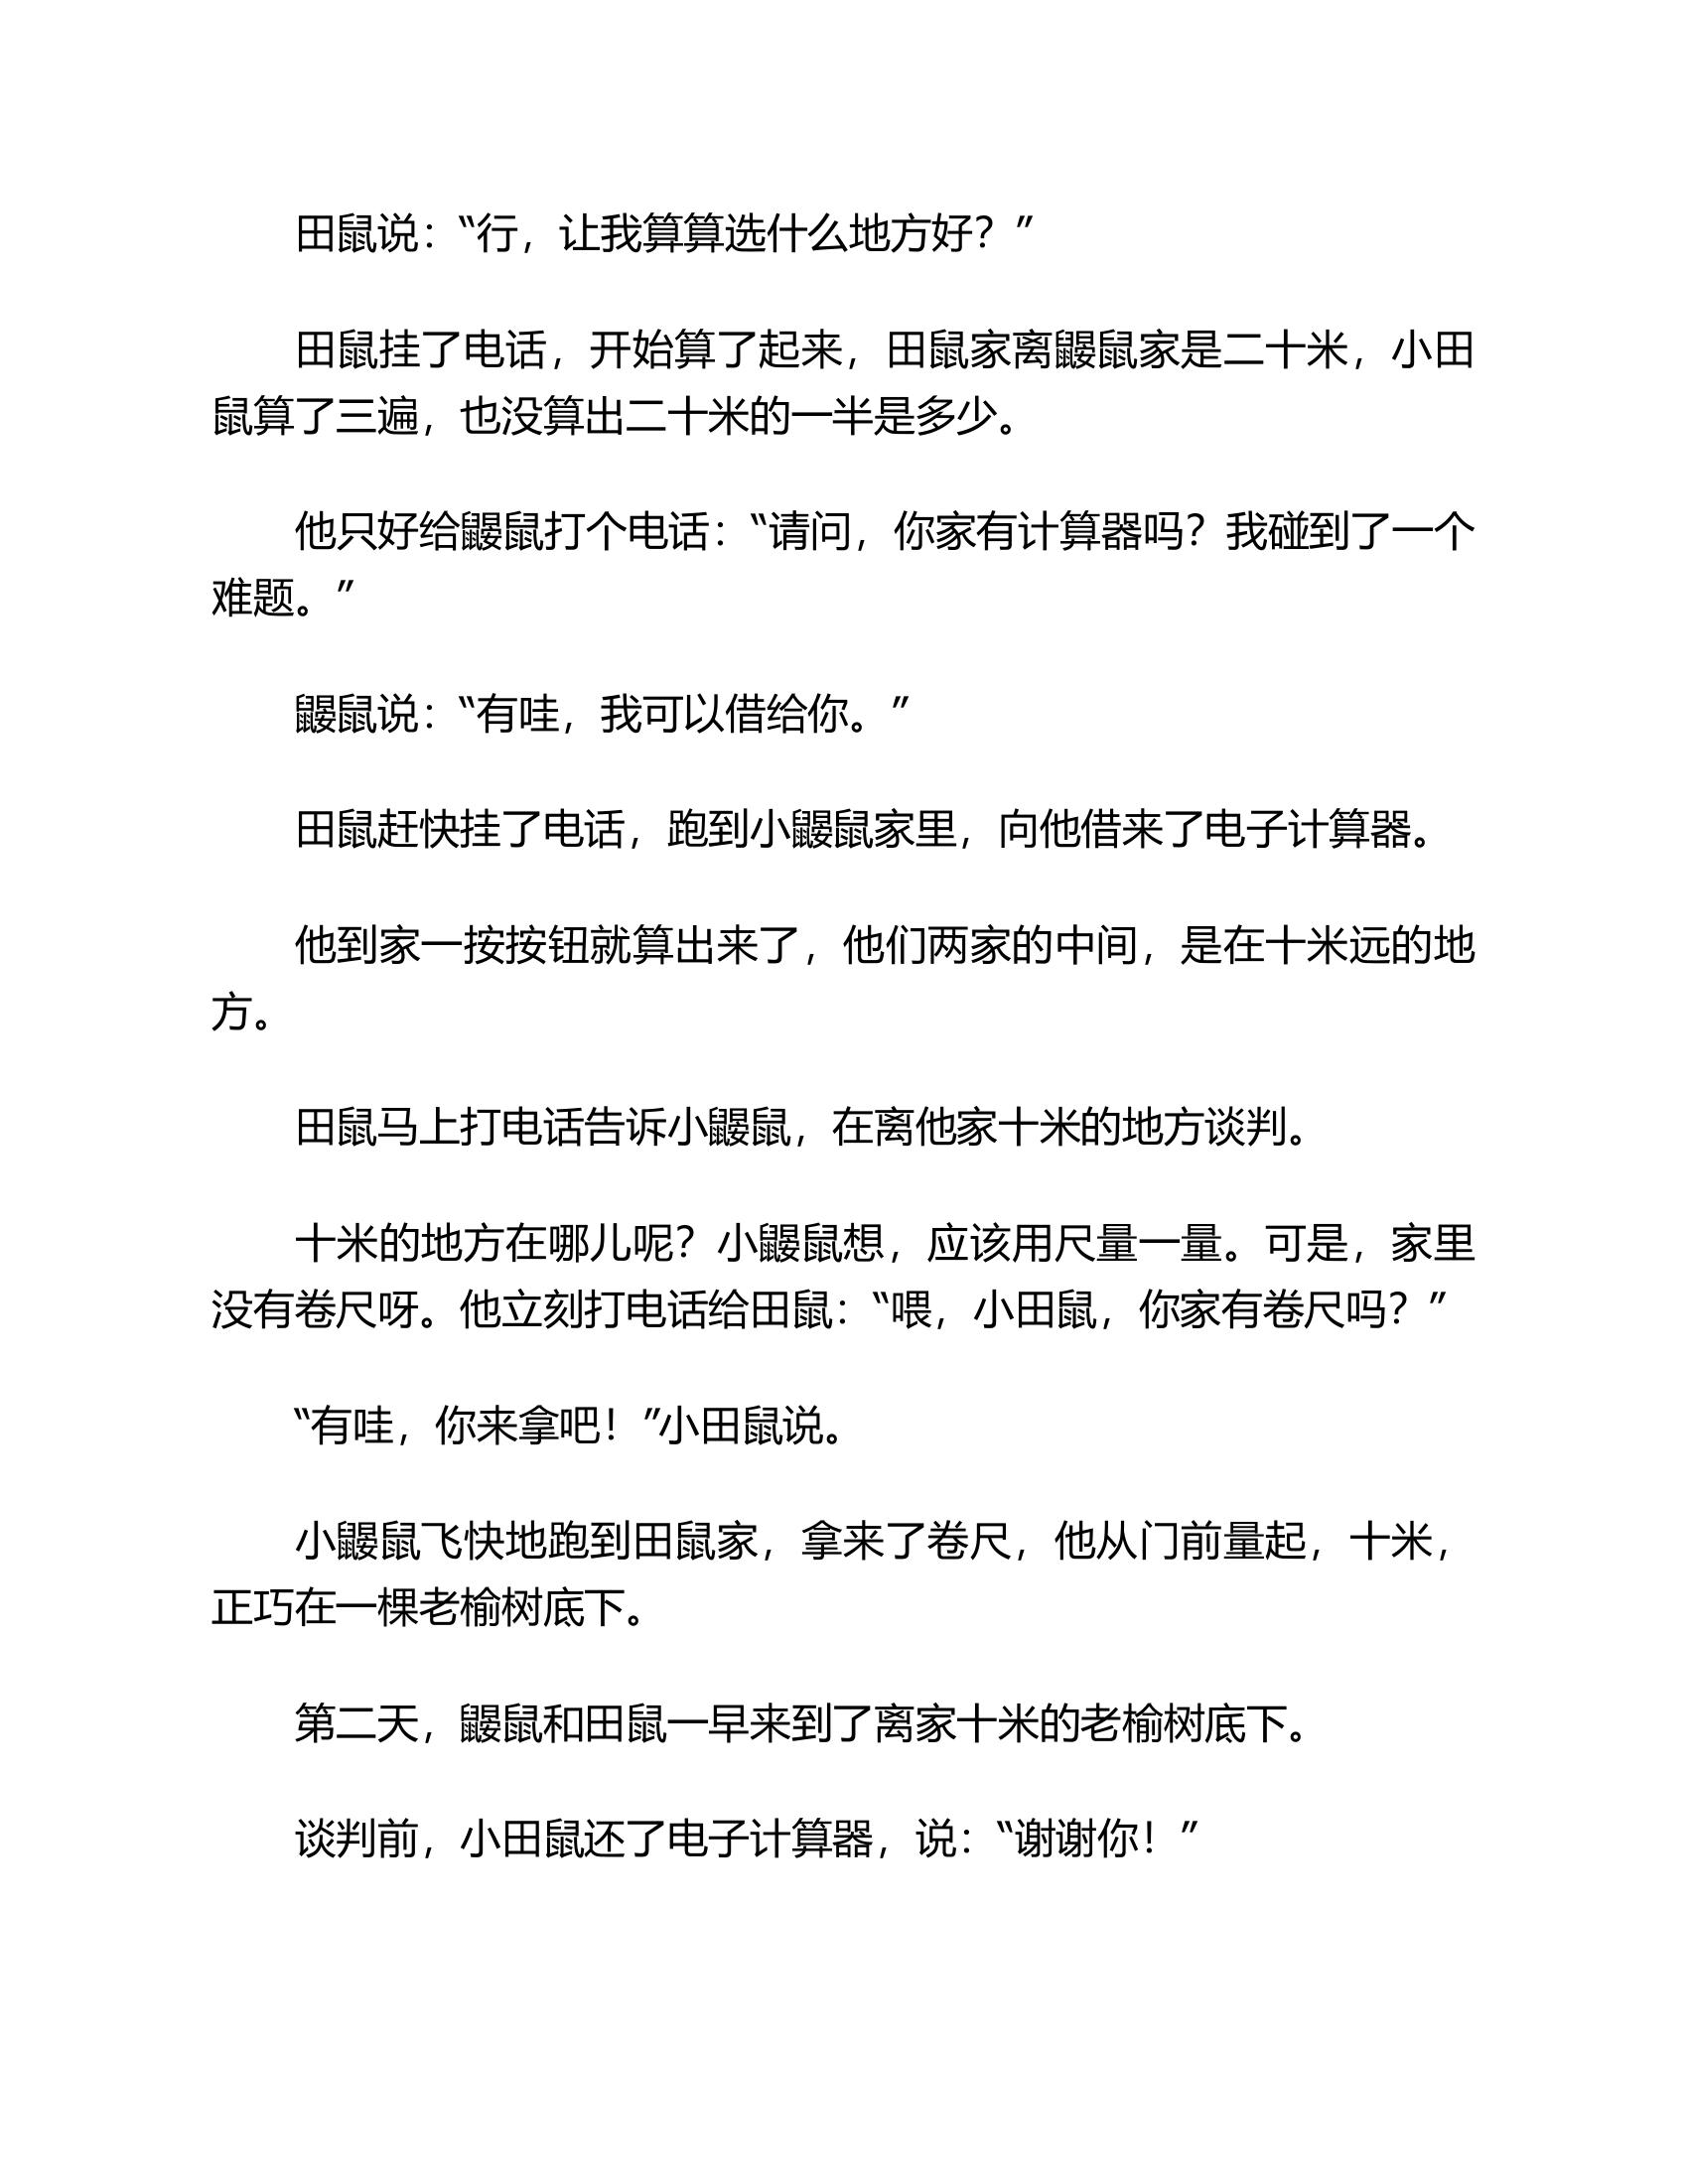 田鼠说：“行，让我算算选什么地方好？”
田鼠挂了电话，开始算了起来，田鼠家离鼹鼠家是二十米，小田
鼠算了三遍，也没算出二十米的一半是多少。
他只好给鼹鼠打个电话：“请问，你家有计算器吗？我碰到了一个
难题。”
鼹鼠说：“有哇，我可以借给你。”
田鼠赶快挂了电话，跑到小鼹鼠家里，向他借来了电子计算器。
他到家一按按钮就算出来了，他们两家的中间，是在十米远的地
方。
田鼠马上打电话告诉小鼹鼠，在离他家十米的地方谈判。
十米的地方在哪儿呢？小鼹鼠想，应该用尺量一量。可是，家里
没有卷尺呀。他立刻打电话给田鼠：“喂，小田鼠，你家有卷尺吗？”
“有哇，你来拿吧！”小田鼠说。
小鼹鼠飞快地跑到田鼠家，拿来了卷尺，他从门前量起，十米，
正巧在一棵老榆树底下。
第二天，鼹鼠和田鼠一早来到了离家十米的老榆树底下。
谈判前，小田鼠还了电子计算器，说：“谢谢你！”